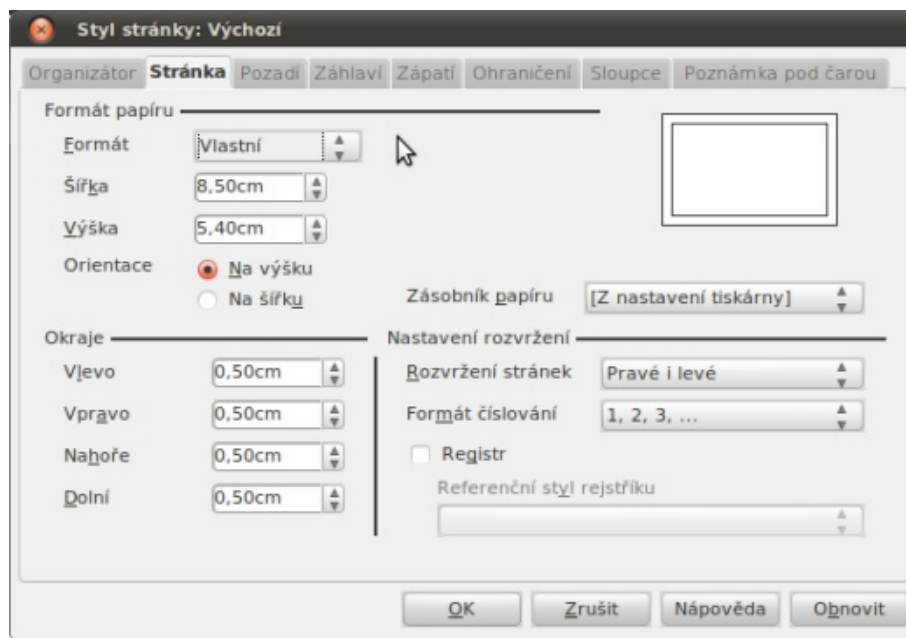 Styl stránky: Výchozí
Organizátor Stránka Pozadí Záhlaví Zápatí Ohraničení Sloupce Poznámka pod čarou
Formát papíru
Formát Vlastní
Šířka 8,50cm
Výška 5,40cm
Orientace Na výšku
Na šířku
Zásobník papíru [Z nastavení tiskárny]
Okraje
Vlevo 0,50cm
Vpravo 0,50cm
Nahoře 0,50cm
Dolní 0,50cm
Nastavení rozvržení
Rozvržení stránek Pravé i levé
Formát číslování 1, 2, 3, ...
Registr
Referenční styl rejstříku
OK Zrušit Nápověda Obnovit